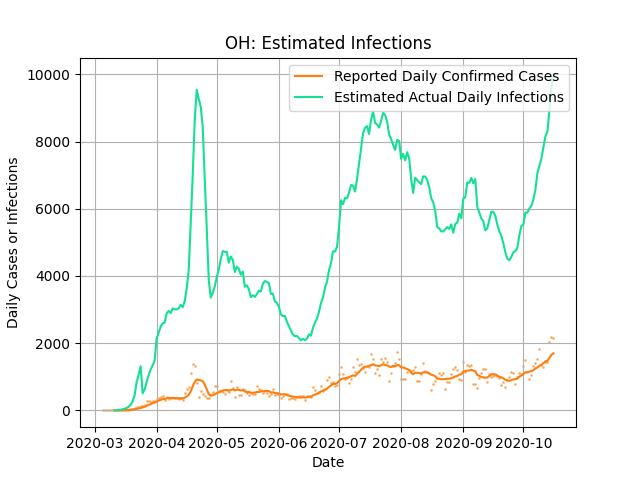 OH: Estimated Infections
Reported Daily Confirmed Cases
Estimated Actual Daily Infections
Daily Cases or Infections
10000
8000
6000
4000
2000
0
2020-03 2020-04 2020-05 2020-06 2020-07 2020-08 2020-09 2020-10
Date